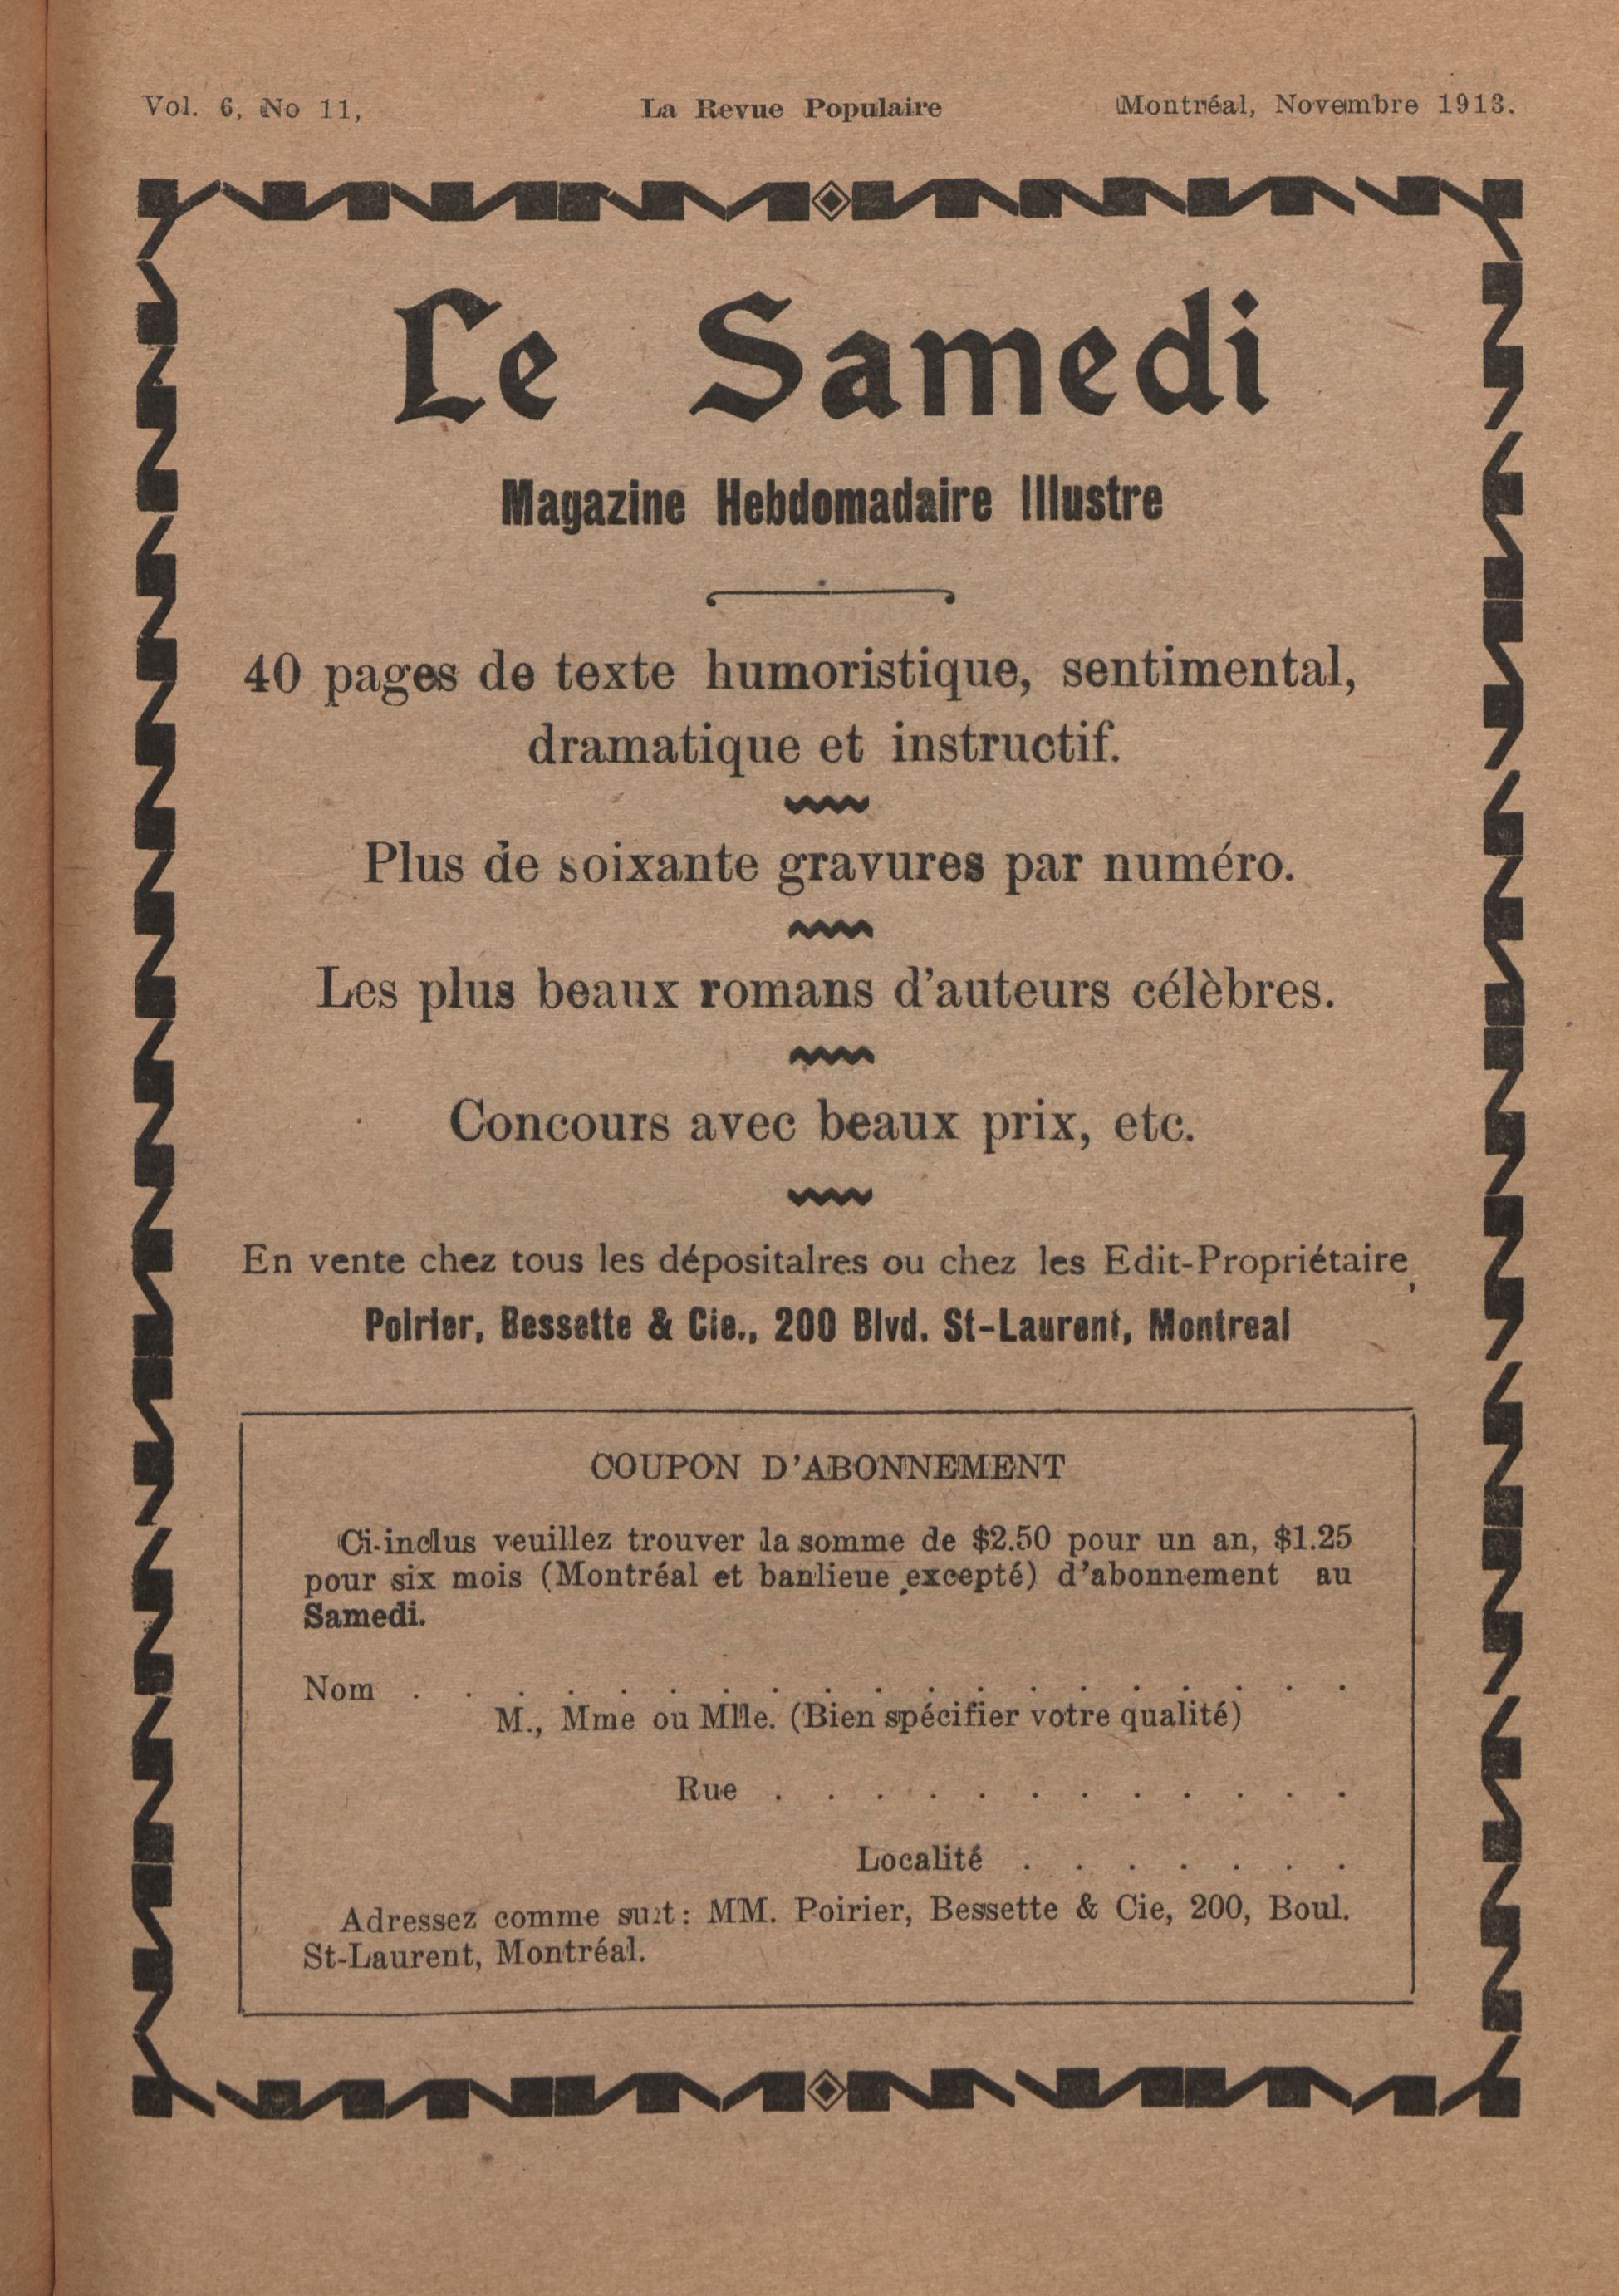 Vol. 6, No 11,
La Revue Populaire
Montréal, Novembre 1913.
Le Samedi
Magazine Hebdomadaire Illustre
40 pages de texte humoristique, sentimental,
dramatique et instructif.
Plus de soixante gravures par numéro.
Les plus beaux romans d'auteurs célèbres.
Concours avec beaux prix, etc.
En vente chez tous les dépositaires ou chez les Edit-Propriétaire,
Poirier, Bessette & Cie., 200 Blvd. St-Laurent, Montreal
COUPON D'ABONNEMENT
Ci-inclus veuillez trouver la somme de $2.50 pour un an, $1.25
pour six mois (Montréal et banlieue excepté) d'abonnement au
Samedi.
Nom . . . . . . . . . . . . . . . . . . .
M., Mme ou Mlle. (Bien spécifier votre qualité)
Rue . . . . . . . . . . . .
Localité . . . . . . .
Adressez comme suit: MM. Poirier, Bessette & Cie, 200, Boul.
St-Laurent, Montréal.